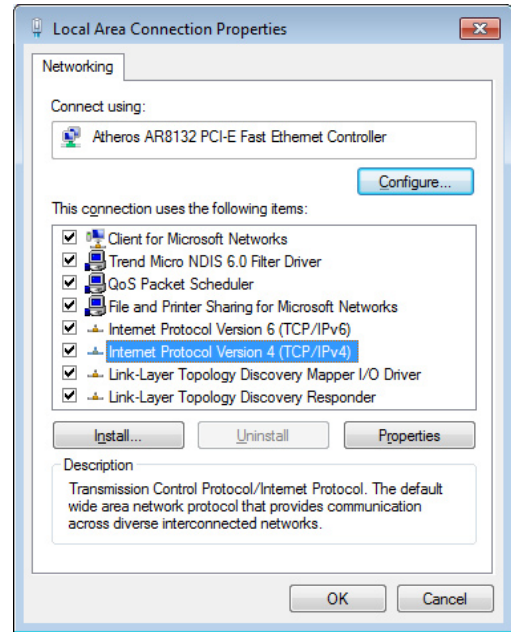 Local Area Connection Properties
Networking
Connect using:
Atheros AR8132 PCI-E Fast Ethernet Controller
Configure...
This connection uses the following items:
Client for Microsoft Networks
Trend Micro NDIS 6.0 Filter Driver
QoS Packet Scheduler
File and Printer Sharing for Microsoft Networks
Internet Protocol Version 6 (TCP/IPv6)
Internet Protocol Version 4 (TCP/IPv4)
Link-Layer Topology Discovery Mapper I/O Driver
Link-Layer Topology Discovery Responder
Install... Uninstall Properties
Description
Transmission Control Protocol/Internet Protocol. The default
wide area network protocol that provides communication
across diverse interconnected networks.
OK Cancel